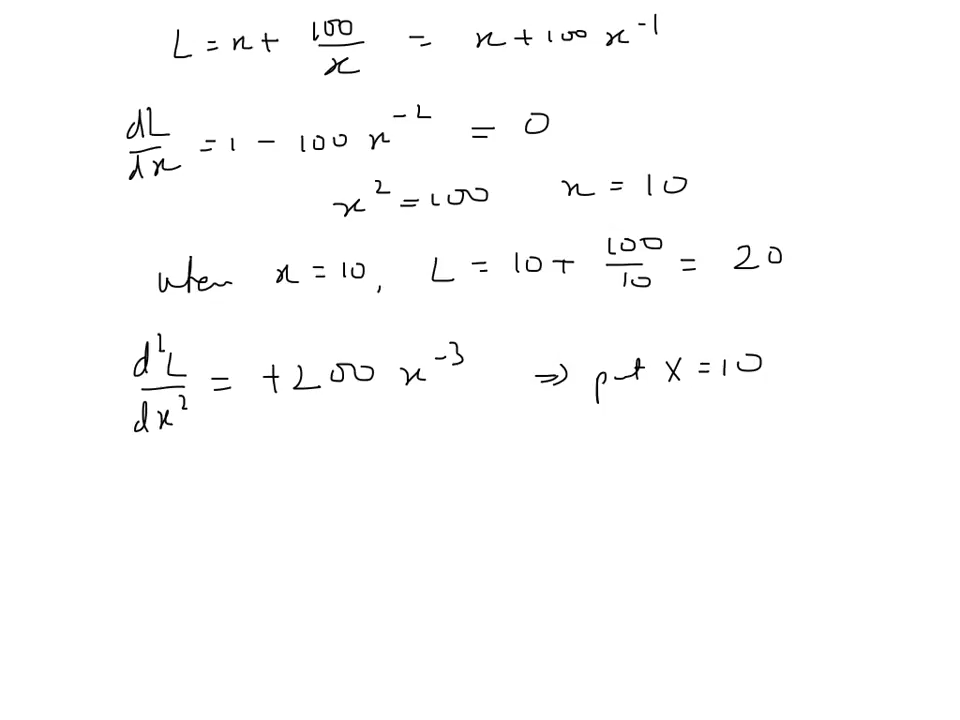 L = x + 100/x = x + 100 x^-1
dL/dx = 1 - 100 x^-2 = 0
x^2 = 100 x = 10
when x = 10, L = 10 + 100/10 = 20
d^2L/dx^2 = +200 x^-3 ⇒ put x = 10